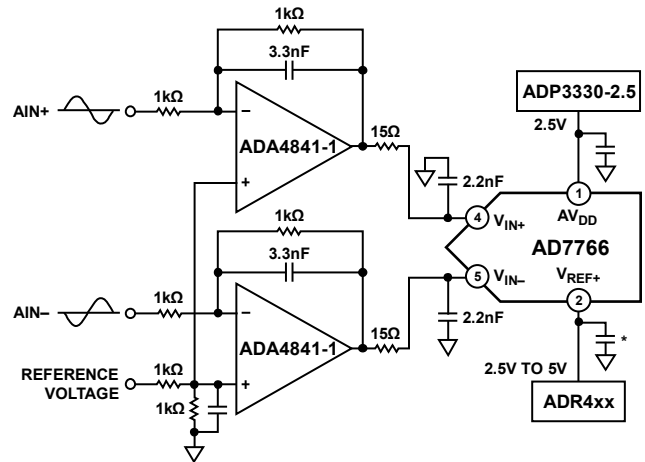 1kΩ
3.3nF
AIN+
1kΩ
−
ADA4841-1
+
15Ω
ADP3330-2.5
2.5V
2.2nF
1
AVDD
4
VIN+
AD7766
1kΩ
3.3nF
5
VIN−
VREF+
2
AIN−
1kΩ
−
ADA4841-1
+
15Ω
2.2nF
*
REFERENCE
VOLTAGE
1kΩ
1kΩ
2.5V TO 5V
ADR4xx